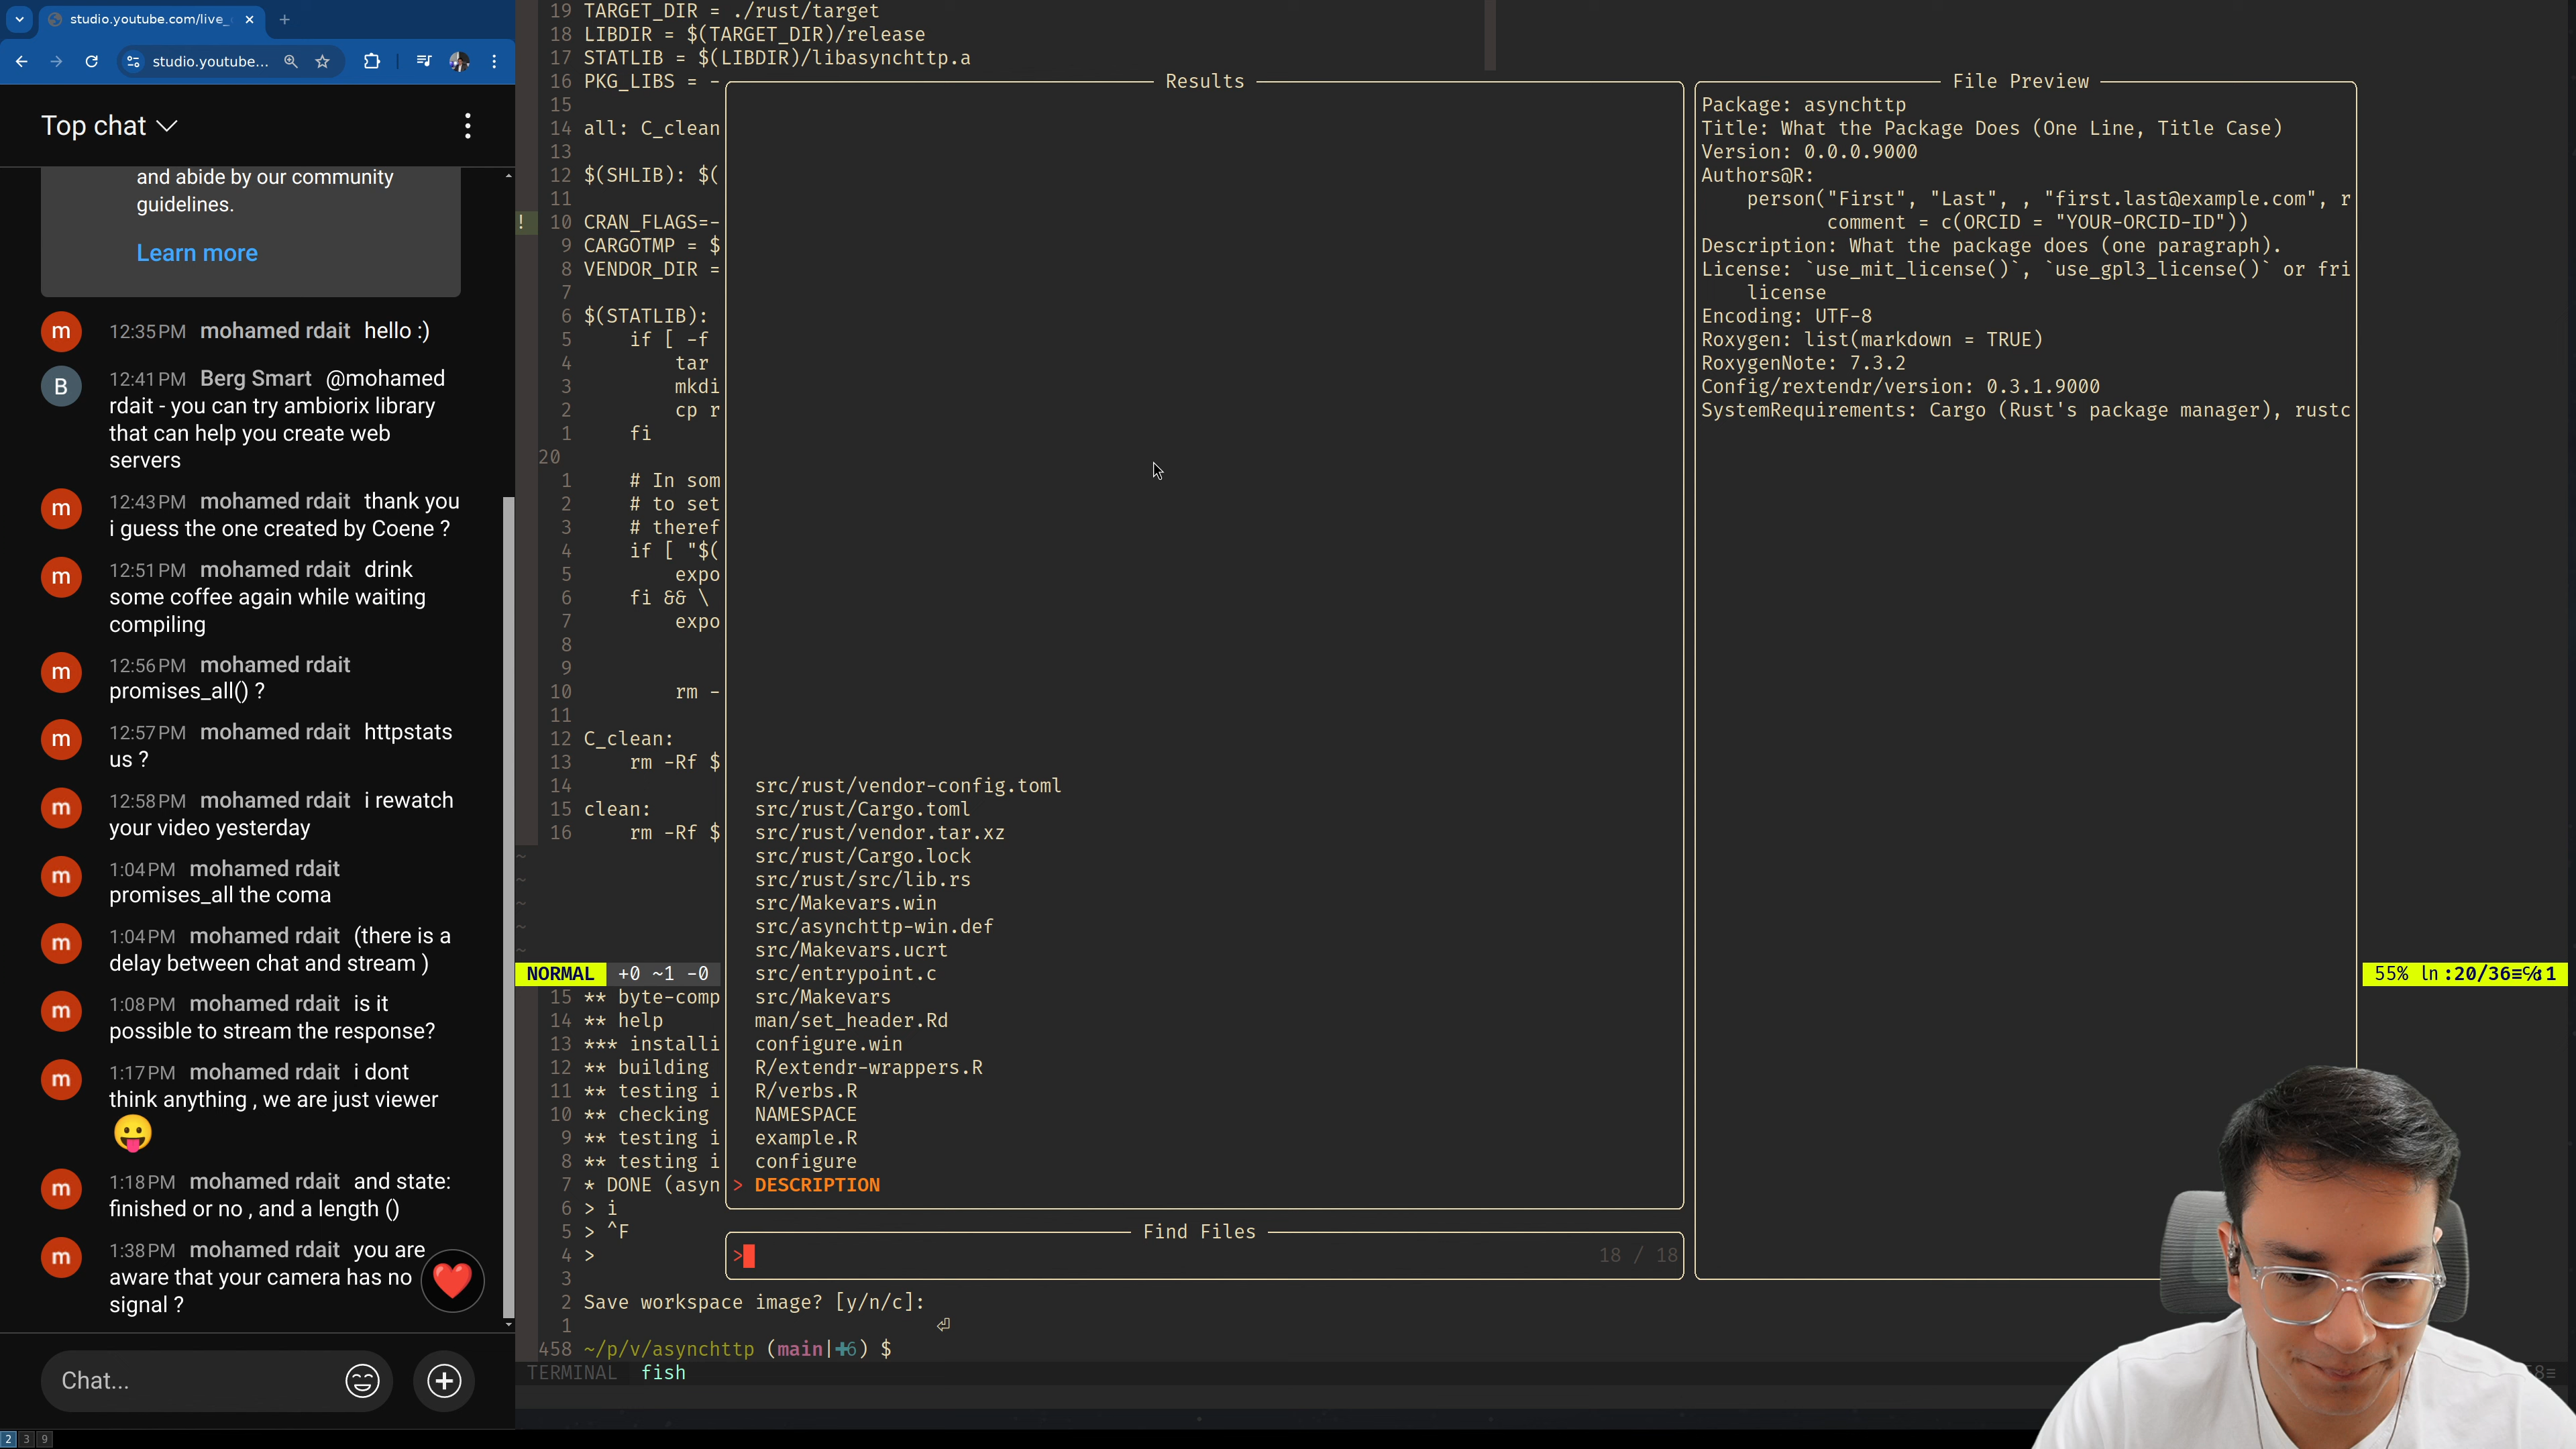 studio.youtube.com/live_
studio.youtube...
Top chat
and abide by our community
guidelines.
Learn more
12:35 PM mohamed rdait hello :)
12:41 PM Berg Smart @mohamed
rdait - you can try ambiorix library
that can help you create web
servers
12:43 PM mohamed rdait thank you
i guess the one created by Coene ?
12:51 PM mohamed rdait drink
some coffee again while waiting
compiling
12:56 PM mohamed rdait
promises_all() ?
12:57 PM mohamed rdait httpstats
us ?
12:58 PM mohamed rdait i rewatch
your video yesterday
1:04 PM mohamed rdait
promises_all the coma
1:04 PM mohamed rdait (there is a
delay between chat and stream )
1:08 PM mohamed rdait is it
possible to stream the response?
1:17 PM mohamed rdait i dont
think anything , we are just viewer
😛
1:18 PM mohamed rdait and state:
finished or no , and a length ()
1:38 PM mohamed rdait you are
aware that your camera has no
signal ?
Chat...
2 3 9
19 TARGET_DIR = ./rust/target
18 LIBDIR = $(TARGET_DIR)/release
17 STATLIB = $(LIBDIR)/libasynchttp.a
16 PKG_LIBS = -
15
14 all: C_clean
13
12 $(SHLIB): $(
11
! 10 CRAN_FLAGS=-
9 CARGOTMP = $
8 VENDOR_DIR =
7
6 $(STATLIB):
5 if [ -f
4 tar
3 mkdi
2 cp r
1 fi
20
1 # In som
2 # to set
3 # theref
4 if [ "$(
5 expo
6 fi && \
7 expo
8
9
10 rm -
11
12 C_clean:
13 rm -Rf $
14
15 clean:
16 rm -Rf $
~
~
~
~
~
NORMAL +0 ~1 -0
55% ln :20/36≡℅:1
15 ** byte-comp
14 ** help
13 *** installi
12 ** building
11 ** testing i
10 ** checking
9 ** testing i
8 ** testing i
7 * DONE (asyn
6 > i
5 > ^F
4 >
3
2 Save workspace image? [y/n/c]:
1
458 ~/p/v/asynchttp (main|✚6) $
TERMINAL fish
Results
src/rust/vendor-config.toml
src/rust/Cargo.toml
src/rust/vendor.tar.xz
src/rust/Cargo.lock
src/rust/src/lib.rs
src/Makevars.win
src/asynchttp-win.def
src/Makevars.ucrt
src/entrypoint.c
src/Makevars
man/set_header.Rd
configure.win
R/extendr-wrappers.R
R/verbs.R
NAMESPACE
example.R
configure
> DESCRIPTION
Find Files
> 18 / 18
File Preview
Package: asynchttp
Title: What the Package Does (One Line, Title Case)
Version: 0.0.0.9000
Authors@R:
person("First", "Last", , "first.last@example.com", r
comment = c(ORCID = "YOUR-ORCID-ID"))
Description: What the package does (one paragraph).
License: `use_mit_license()`, `use_gpl3_license()` or fri
license
Encoding: UTF-8
Roxygen: list(markdown = TRUE)
RoxygenNote: 7.3.2
Config/rextendr/version: 0.3.1.9000
SystemRequirements: Cargo (Rust's package manager), rustc